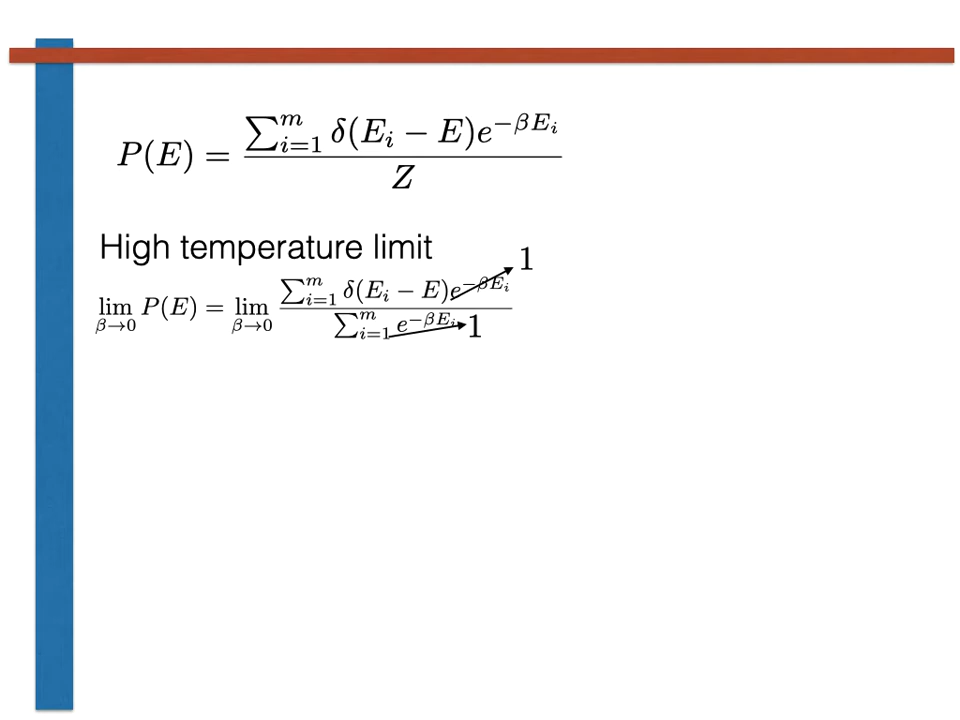 $P(E) = \frac{\sum_{i=1}^{m} \delta(E_i - E)e^{-\beta E_i}}{Z}$
High temperature limit
$\lim_{\beta \to 0} P(E) = \lim_{\beta \to 0} \frac{\sum_{i=1}^{m} \delta(E_i - E)e^{-\beta E_i}}{\sum_{i=1}^{m} e^{-\beta E_i}}$
1
1